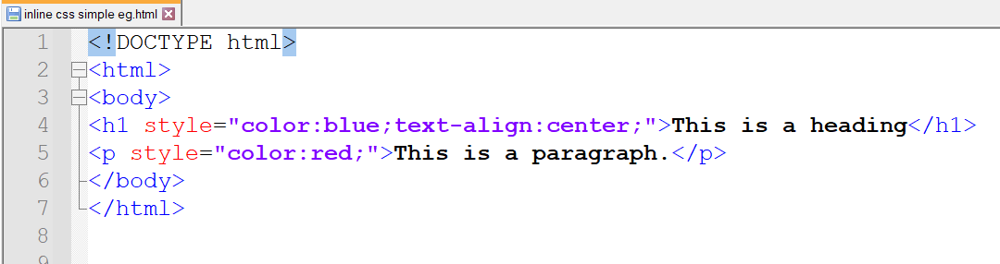 inline css simple eg.html
1 <!DOCTYPE html>
2 <html>
3 <body>
4 <h1 style="color:blue;text-align:center;">This is a heading</h1>
5 <p style="color:red;">This is a paragraph.</p>
6 </body>
7 </html>
8
9